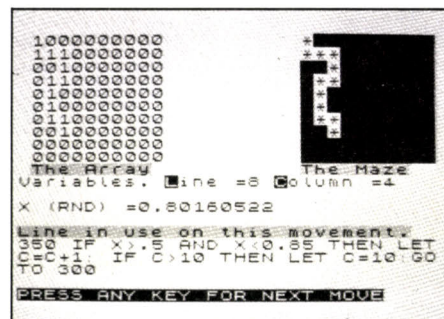 1000000000 *
1110000000 ***
0010000000 *
0110000000 **
0100000000 *
0100000000 *
0110000000 **
0010000000 *
0000000000
0000000000
The Array The Maze
Variables. Line =8 Column =4
X (RND) =0.80160522
Line in use on this movement.
350 IF X>.5 AND X<0.85 THEN LET
C=C+1: IF C>10 THEN LET C=10:GO
TO 300
PRESS ANY KEY FOR NEXT MOVE